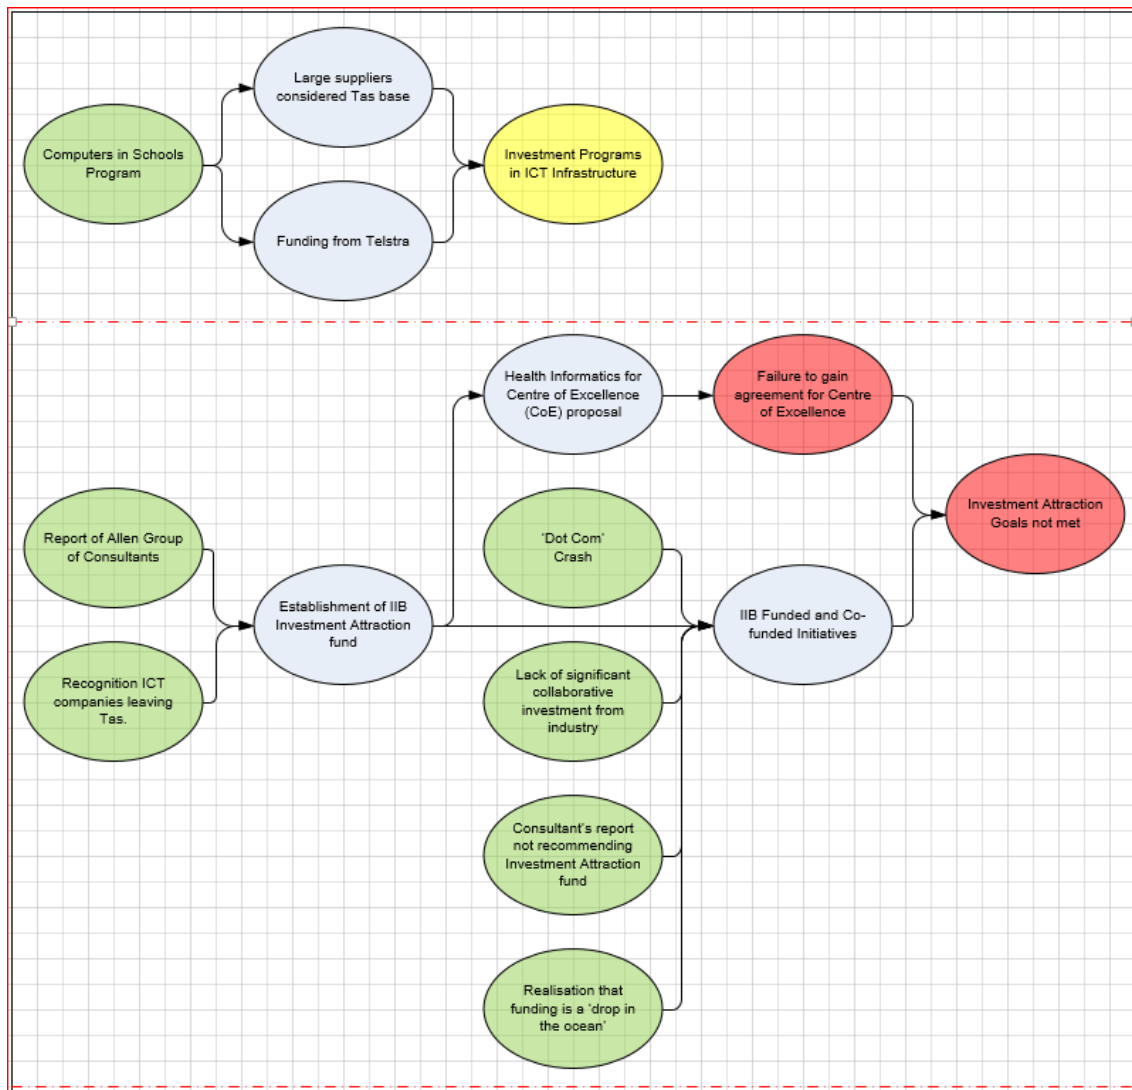 Large suppliers
considered Tas base
Computers in Schools
Program
Investment Programs
in ICT Infrastructure
Funding from Telstra
Health Informatics for
Centre of Excellence
(CoE) proposal
Failure to gain
agreement for Centre
of Excellence
Investment Attraction
Goals not met
Report of Allen Group
of Consultants
‘Dot Com’
Crash
Establishment of IIB
Investment Attraction
fund
IIB Funded and Co-
funded Initiatives
Recognition ICT
companies leaving
Tas.
Lack of significant
collaborative
investment from
industry
Consultant’s report
not recommending
Investment Attraction
fund
Realisation that
funding is a ‘drop in
the ocean’